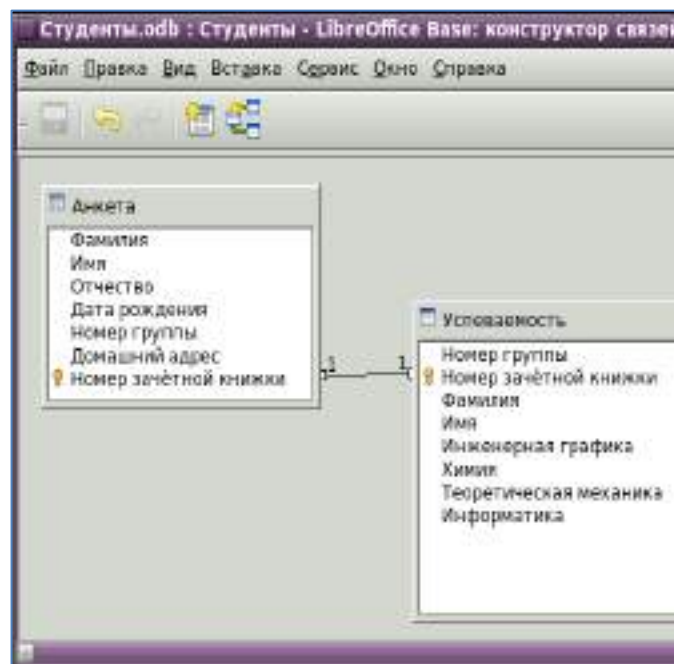 Студенты.odb : Студенты - LibreOffice Base: конструктор связей
Файл Правка Вид Вставка Сервис Окно Справка
Анкета
Фамилия
Имя
Отчество
Дата рождения
Номер группы
Домашний адрес
Номер зачётной книжки
1
1
Успеваемость
Номер группы
Номер зачётной книжки
Фамилия
Имя
Инженерная графика
Химия
Теоретическая механика
Информатика